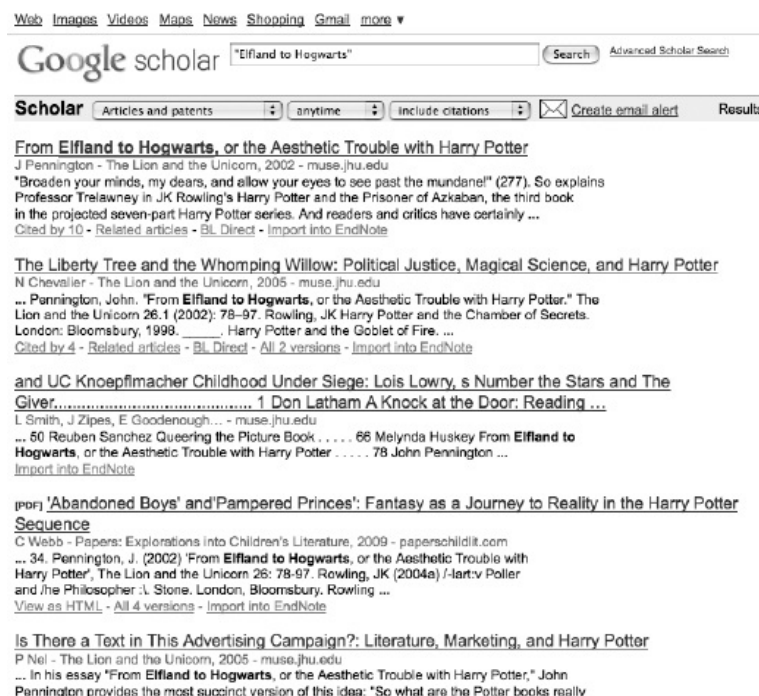 Web Images Videos Maps News Shopping Gmail more ▼
Google scholar "Elfland to Hogwarts" Search Advanced Scholar Search
Scholar Articles and patents anytime include citations Create email alert Results
From Elfland to Hogwarts, or the Aesthetic Trouble with Harry Potter
J Pennington - The Lion and the Unicorn, 2002 - muse.jhu.edu
"Broaden your minds, my dears, and allow your eyes to see past the mundane!" (277). So explains
Professor Trelawney in JK Rowling's Harry Potter and the Prisoner of Azkaban, the third book
in the projected seven-part Harry Potter series. And readers and critics have certainly ...
Cited by 10 - Related articles - BL Direct - Import into EndNote
The Liberty Tree and the Whomping Willow: Political Justice, Magical Science, and Harry Potter
N Chevalier - The Lion and the Unicorn, 2005 - muse.jhu.edu
... Pennington, John. "From Elfland to Hogwarts, or the Aesthetic Trouble with Harry Potter." The
Lion and the Unicorn 26.1 (2002): 78–97. Rowling, JK Harry Potter and the Chamber of Secrets.
London: Bloomsbury, 1998. _____. Harry Potter and the Goblet of Fire. ...
Cited by 4 - Related articles - BL Direct - All 2 versions - Import into EndNote
and UC Knoepflmacher Childhood Under Siege: Lois Lowry, s Number the Stars and The
Giver........................................ 1 Don Latham A Knock at the Door: Reading ...
L Smith, J Zipes, E Goodenough... - muse.jhu.edu
... 50 Reuben Sanchez Queering the Picture Book . . . . . 66 Melynda Huskey From Elfland to
Hogwarts, or the Aesthetic Trouble with Harry Potter . . . . . 78 John Pennington ...
Import into EndNote
[PDF] 'Abandoned Boys' and'Pampered Princes': Fantasy as a Journey to Reality in the Harry Potter
Sequence
C Webb - Papers: Explorations into Children's Literature, 2009 - paperschildlit.com
... 34. Pennington, J. (2002) 'From Elfland to Hogwarts, or the Aesthetic Trouble with
Harry Potter', The Lion and the Unicorn 26: 78-97. Rowling, JK (2004a) /-lart:v Poller
and /he Philosopher :\. Stone. London, Bloomsbury. Rowling ...
View as HTML - All 4 versions - Import into EndNote
Is There a Text in This Advertising Campaign?: Literature, Marketing, and Harry Potter
P Nel - The Lion and the Unicorn, 2005 - muse.jhu.edu
... In his essay "From Elfland to Hogwarts, or the Aesthetic Trouble with Harry Potter," John
Pennington provides the most succinct version of this idea: "So what are the Potter books really